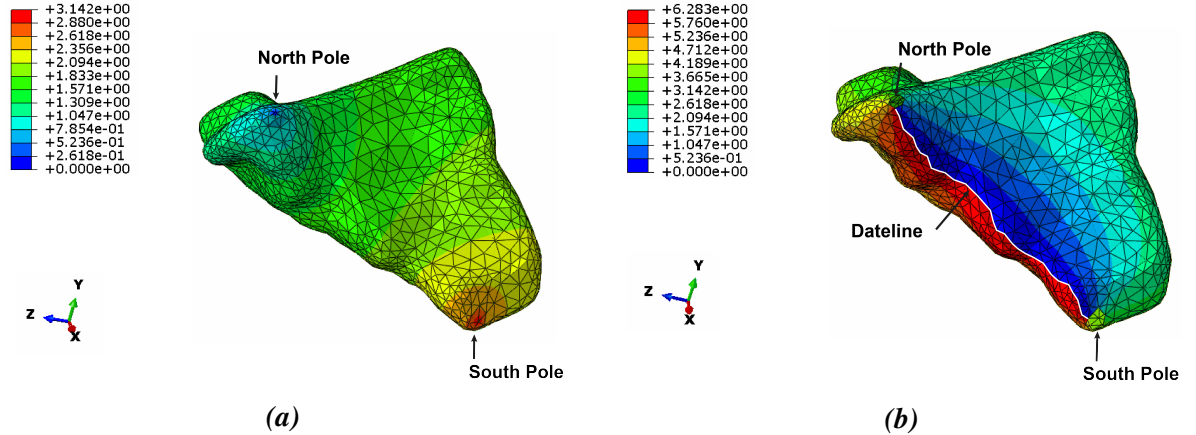 +3.142e+00
+2.880e+00
+2.618e+00
+2.356e+00
+2.094e+00
+1.833e+00
+1.571e+00
+1.309e+00
+1.047e+00
+7.854e-01
+5.236e-01
+2.618e-01
+0.000e+00
North Pole
South Pole
Y
Z
X
(a)
+6.283e+00
+5.760e+00
+5.236e+00
+4.712e+00
+4.189e+00
+3.665e+00
+3.142e+00
+2.618e+00
+2.094e+00
+1.571e+00
+1.047e+00
+5.236e-01
+0.000e+00
North Pole
Dateline
South Pole
Y
Z
X
(b)